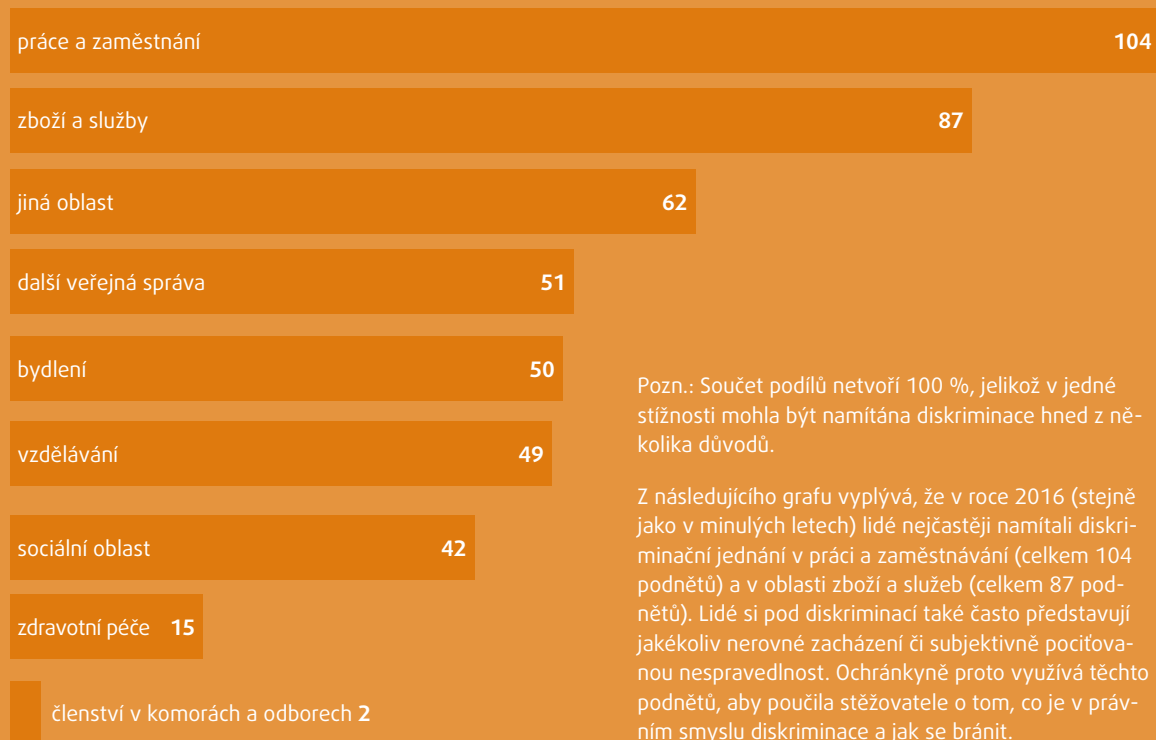 práce a zaměstnání 104
zboží a služby 87
jiná oblast 62
další veřejná správa 51
bydlení 50
vzdělávání 49
sociální oblast 42
zdravotní péče 15
členství v komorách a odborech 2
Pozn.: Součet podílů netvoří 100 %, jelikož v jedné
stížnosti mohla být namítána diskriminace hned z ně-
kolika důvodů.
Z následujícího grafu vyplývá, že v roce 2016 (stejně
jako v minulých letech) lidé nejčastěji namítali diskri-
minační jednání v práci a zaměstnávání (celkem 104
podnětů) a v oblasti zboží a služeb (celkem 87 pod-
nětů). Lidé si pod diskriminací také často představují
jakékoliv nerovné zacházení či subjektivně pociťova-
nou nespravedlnost. Ochránkyně proto využívá těchto
podnětů, aby poučila stěžovatele o tom, co je v práv-
ním smyslu diskriminace a jak se bránit.